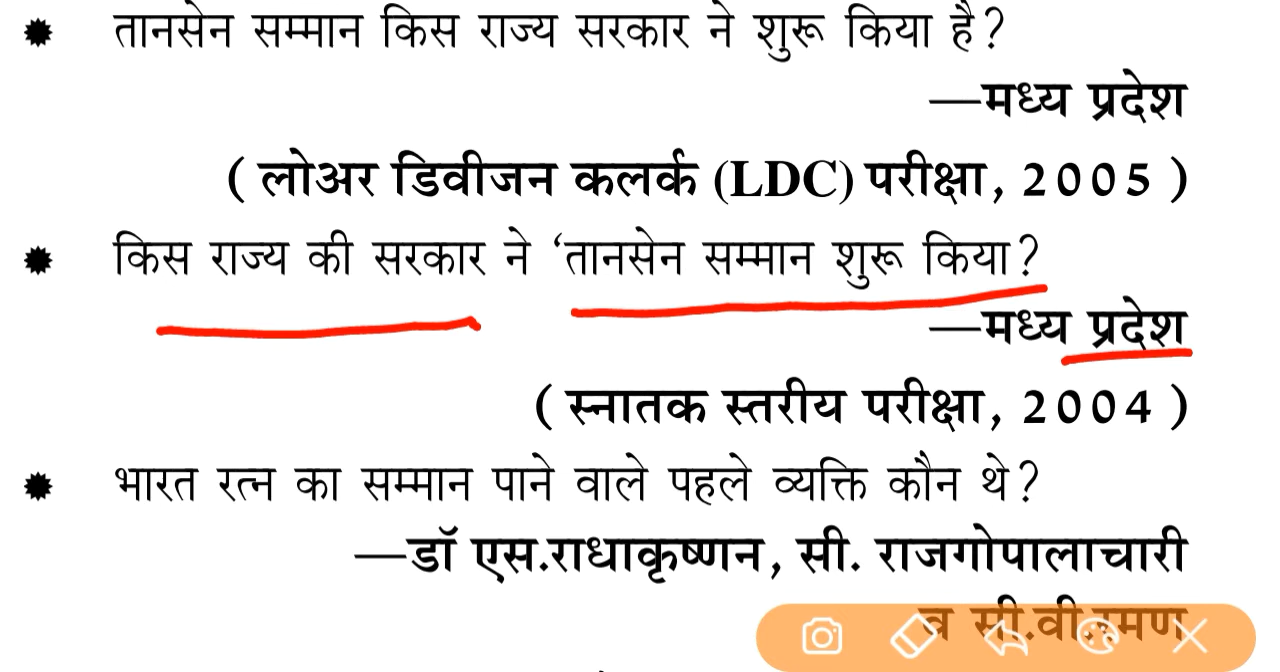 तानसेन सम्मान किस राज्य सरकार ने शुरू किया है?
—मध्य प्रदेश
( लोअर डिवीजन कलर्क (LDC) परीक्षा, 2005 )
किस राज्य की सरकार ने ‘तानसेन सम्मान शुरू किया?
—मध्य प्रदेश
( स्नातक स्तरीय परीक्षा, 2004 )
भारत रत्न का सम्मान पाने वाले पहले व्यक्ति कौन थे?
—डॉ एस.राधाकृष्णन, सी. राजगोपालाचारी
व सी.वी.रमण